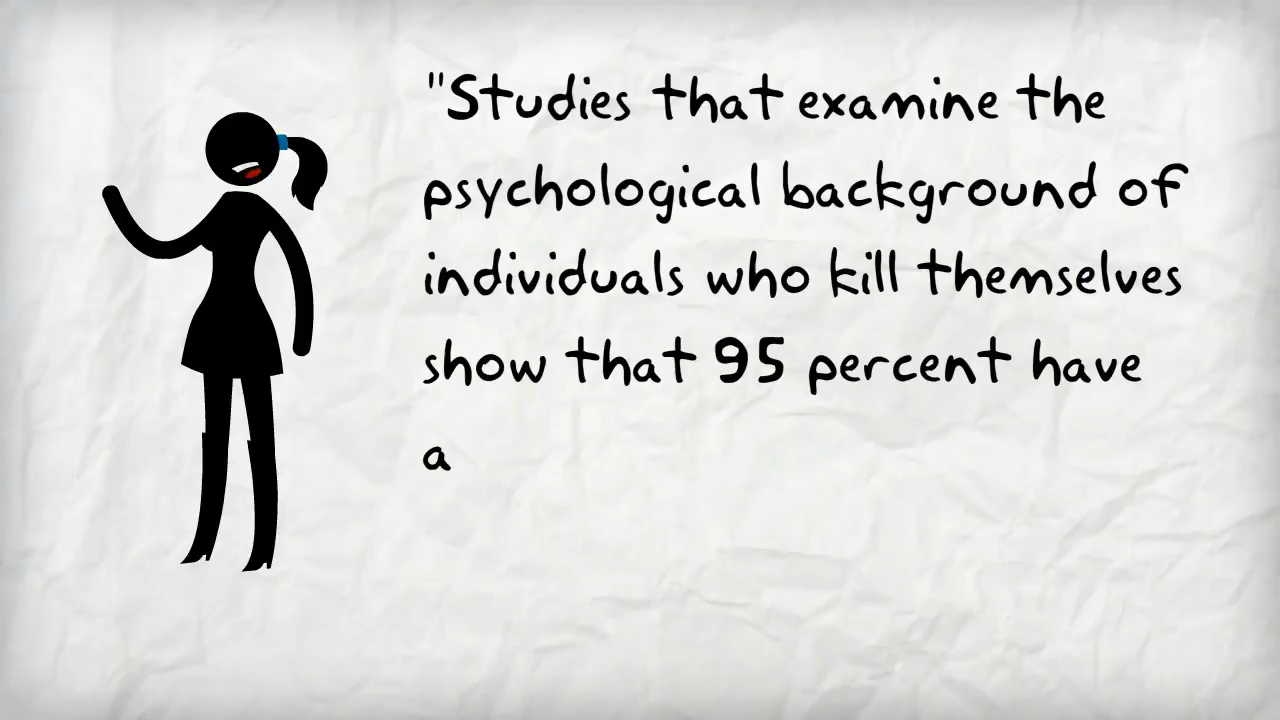 "Studies that examine the
psychological background of
individuals who kill themselves
show that 95 percent have
a